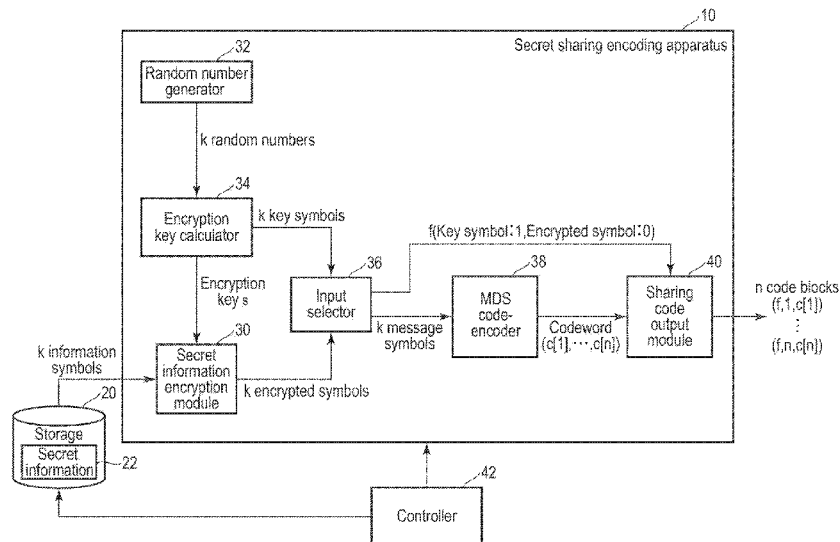 10
Secret sharing encoding apparatus
32
Random number
generator
k random numbers
34
Encryption
key calculator
k key symbols
f(Key symbol:1,Encrypted symbol:0)
36
38
40
Encryption
key s
Input
selector
MDS
code-
encoder
Sharing
code
output
module
n code blocks
(f,1,c[1])
⋮
(f,n,c[n])
k message
symbols
Codeword
(c[1],⋯,c[n])
30
k information
symbols
Secret
information
encryption
module
k encrypted symbols
20
Storage
Secret
information
22
42
Controller